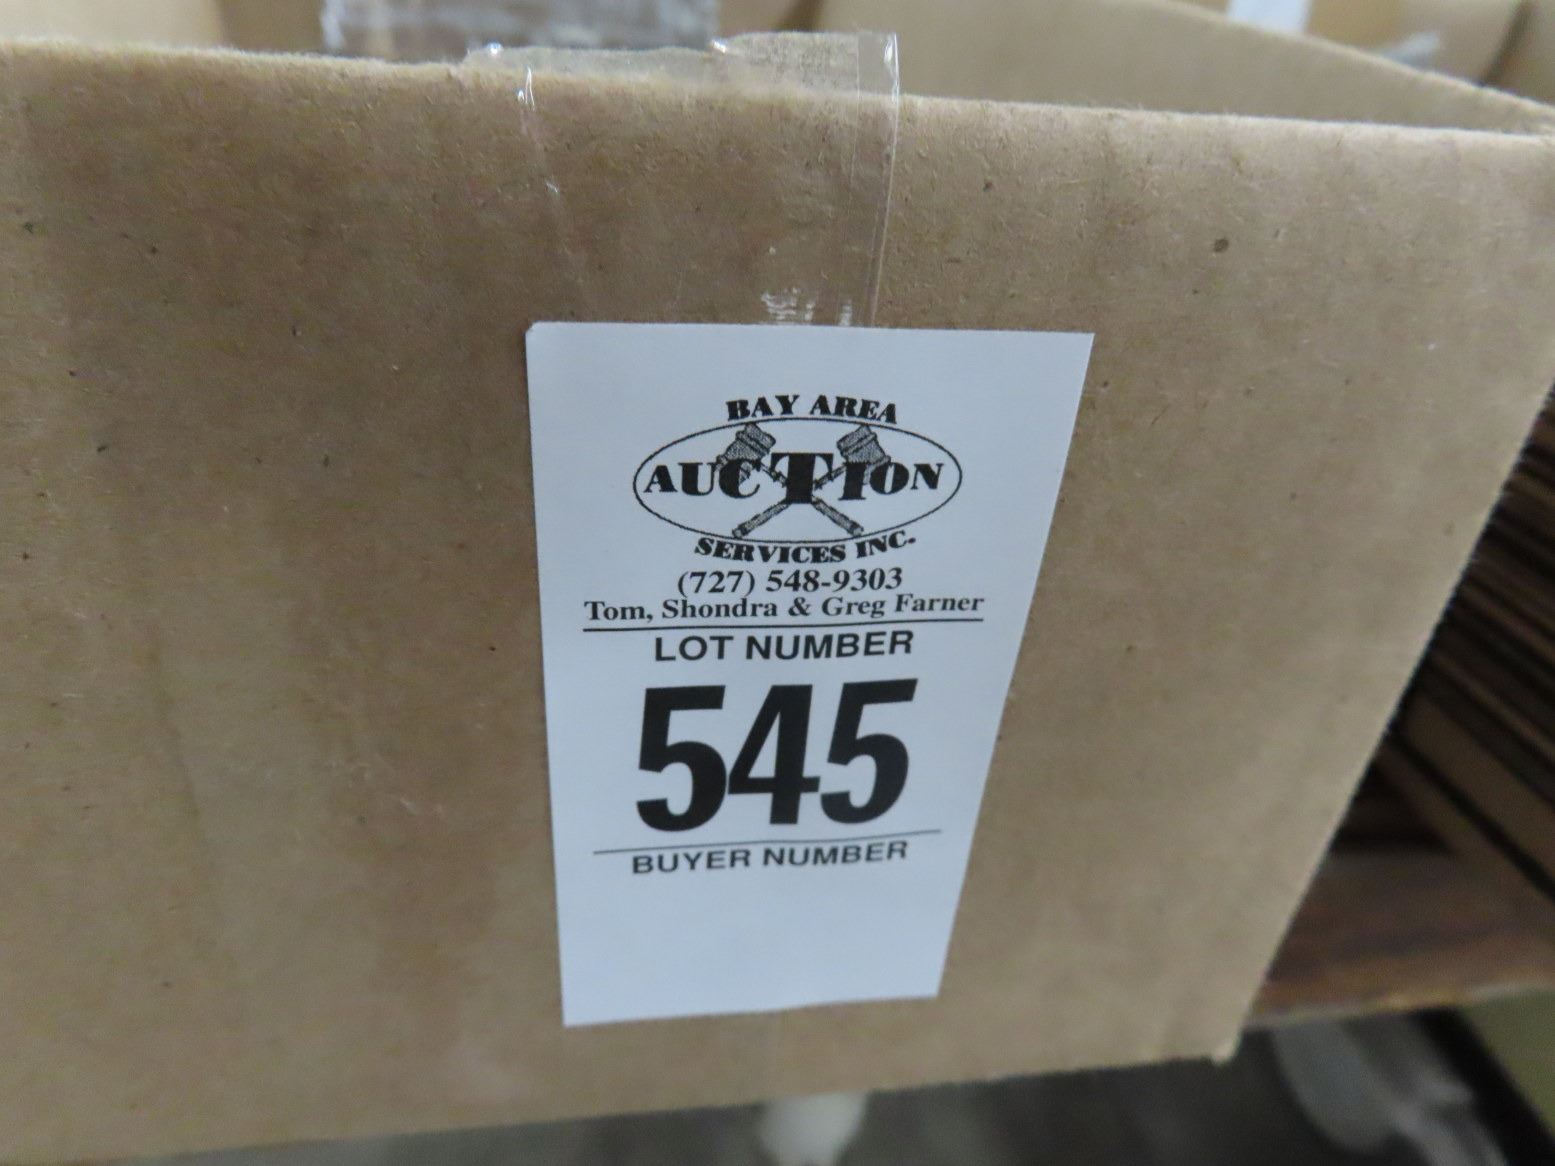 BAY AREA
AUCTION
SERVICES INC.
(727) 548-9303
Tom, Shondra & Greg Farner
LOT NUMBER
545
BUYER NUMBER